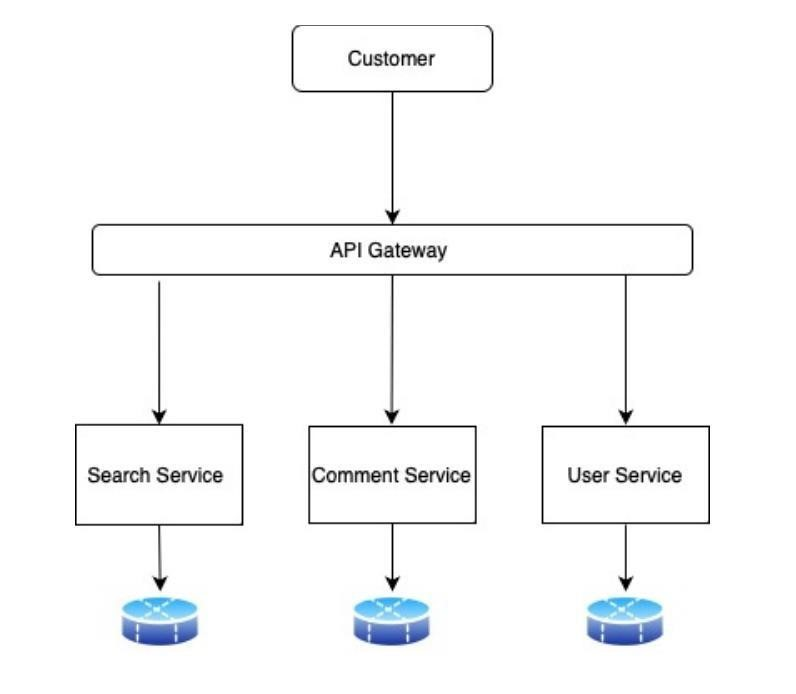 Customer
API Gateway
Search Service
Comment Service
User Service